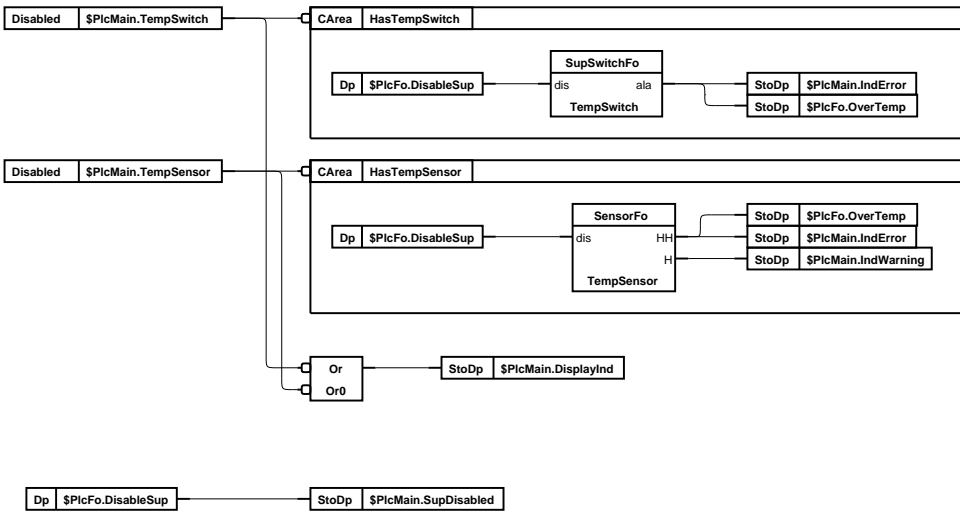 Disabled $PlcMain.TempSwitch CArea HasTempSwitch
SupSwitchFo
Dp $PlcFo.DisableSup dis ala StoDp $PlcMain.IndError
TempSwitch StoDp $PlcFo.OverTemp
Disabled $PlcMain.TempSensor CArea HasTempSensor
SensorFo StoDp $PlcFo.OverTemp
Dp $PlcFo.DisableSup dis HH StoDp $PlcMain.IndError
H StoDp $PlcMain.IndWarning
TempSensor
Or StoDp $PlcMain.DisplayInd
Or0
Dp $PlcFo.DisableSup StoDp $PlcMain.SupDisabled